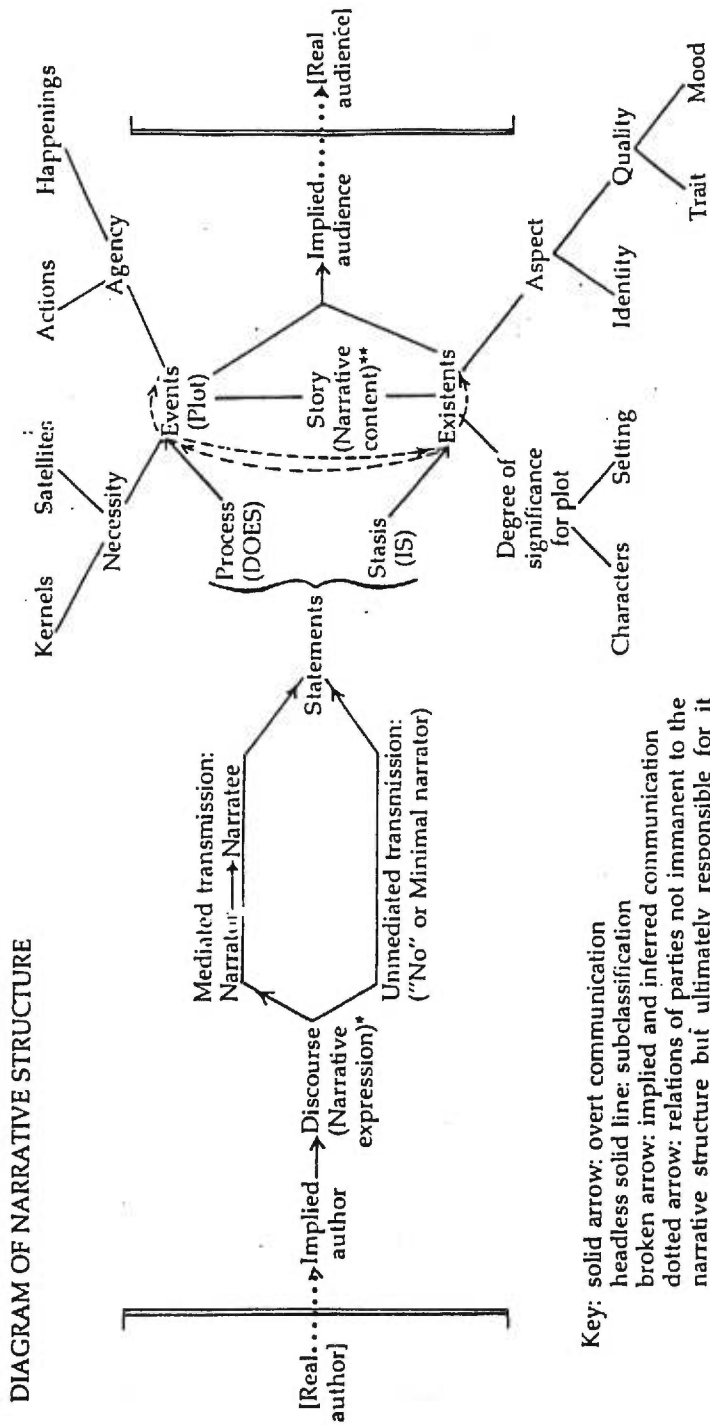 DIAGRAM OF NARRATIVE STRUCTURE
Kernels
Satellites
Actions
Happenings
Necessity
Agency
Events
(Plot)
Process
(DOES)
Mediated transmission:
Narrator
Narratee
[Real
author]
Implied
author
Discourse
(Narrative
expression)*
Statements
Story
(Narrative
content)**
Implied
audience
[Real
audience]
Unmediated transmission:
("No" or Minimal narrator)
Stasis
(IS)
Existents
Degree of
significance
for plot
Aspect
Characters
Setting
Identity
Quality
Trait
Mood
Key: solid arrow: overt communication
headless solid line: subclassification
broken arrow: implied and inferred communication
dotted arrow: relations of parties not immanent to the
narrative structure but ultimately responsible for it